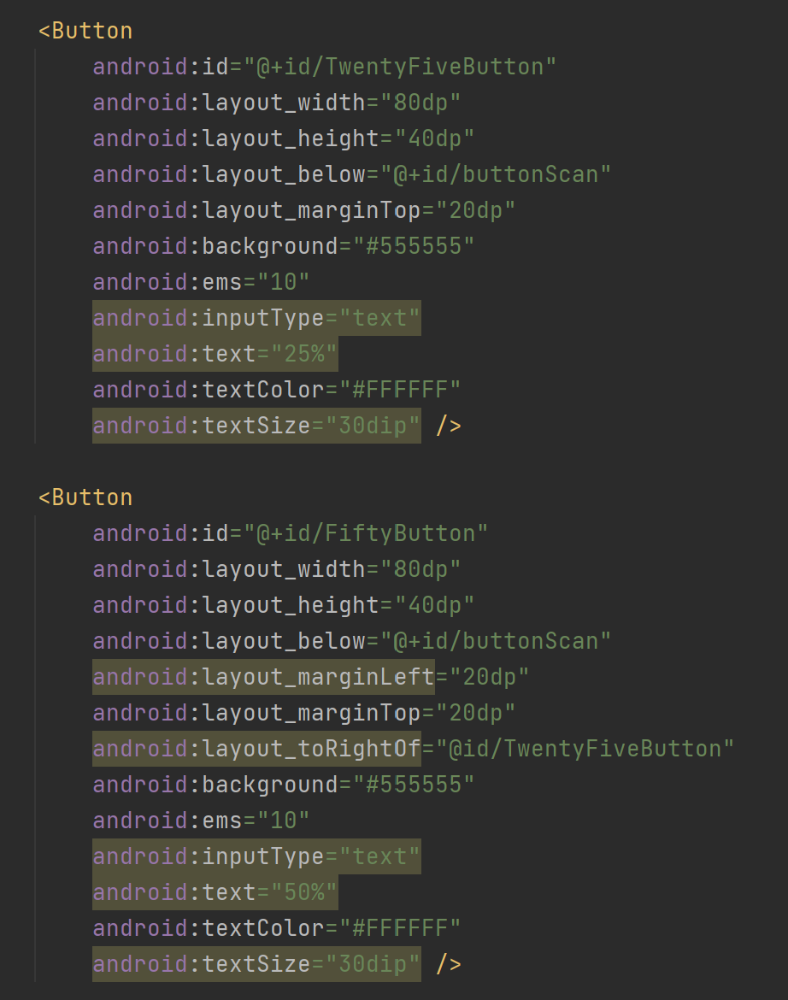 <Button
android:id="@+id/TwentyFiveButton"
android:layout_width="80dp"
android:layout_height="40dp"
android:layout_below="@+id/buttonScan"
android:layout_marginTop="20dp"
android:background="#555555"
android:ems="10"
android:inputType="text"
android:text="25%"
android:textColor="#FFFFFF"
android:textSize="30dip" />
<Button
android:id="@+id/FiftyButton"
android:layout_width="80dp"
android:layout_height="40dp"
android:layout_below="@+id/buttonScan"
android:layout_marginLeft="20dp"
android:layout_marginTop="20dp"
android:layout_toRightOf="@id/TwentyFiveButton"
android:background="#555555"
android:ems="10"
android:inputType="text"
android:text="50%"
android:textColor="#FFFFFF"
android:textSize="30dip" />